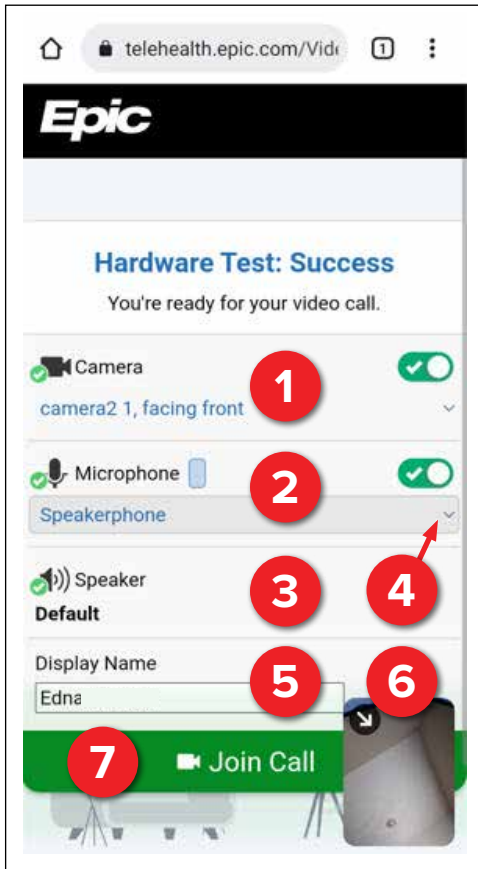 telehealth.epic.com/Vid
1
Epic
Hardware Test: Success
You're ready for your video call.
Camera
1
camera2 1, facing front
Microphone
2
Speakerphone
Speaker
3
4
Default
Display Name
5
6
Edna
7
Join Call